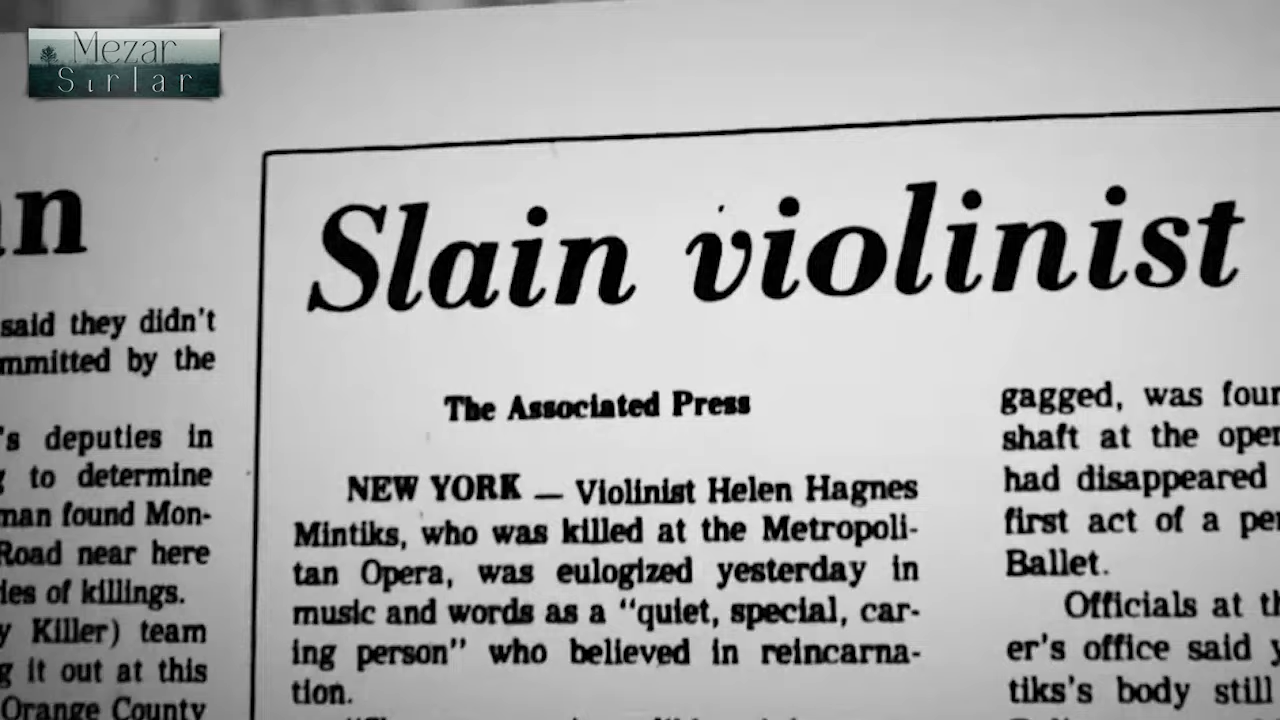 Mezar
Sırlar
an
said they didn't
mmitted by the
's deputies in
to determine
man found Mon-
Road near here
ies of killings.
y Killer) team
g it out at this
Orange County
Slain violinist
The Associated Press
NEW YORK — Violinist Helen Hagnes
Mintiks, who was killed at the Metropoli-
tan Opera, was eulogized yesterday in
music and words as a "quiet, special, car-
ing person" who believed in reincarna-
tion.
gagged, was four
shaft at the oper
had disappeared
first act of a pe
Ballet.
Officials at th
er's office said y
tiks's body still